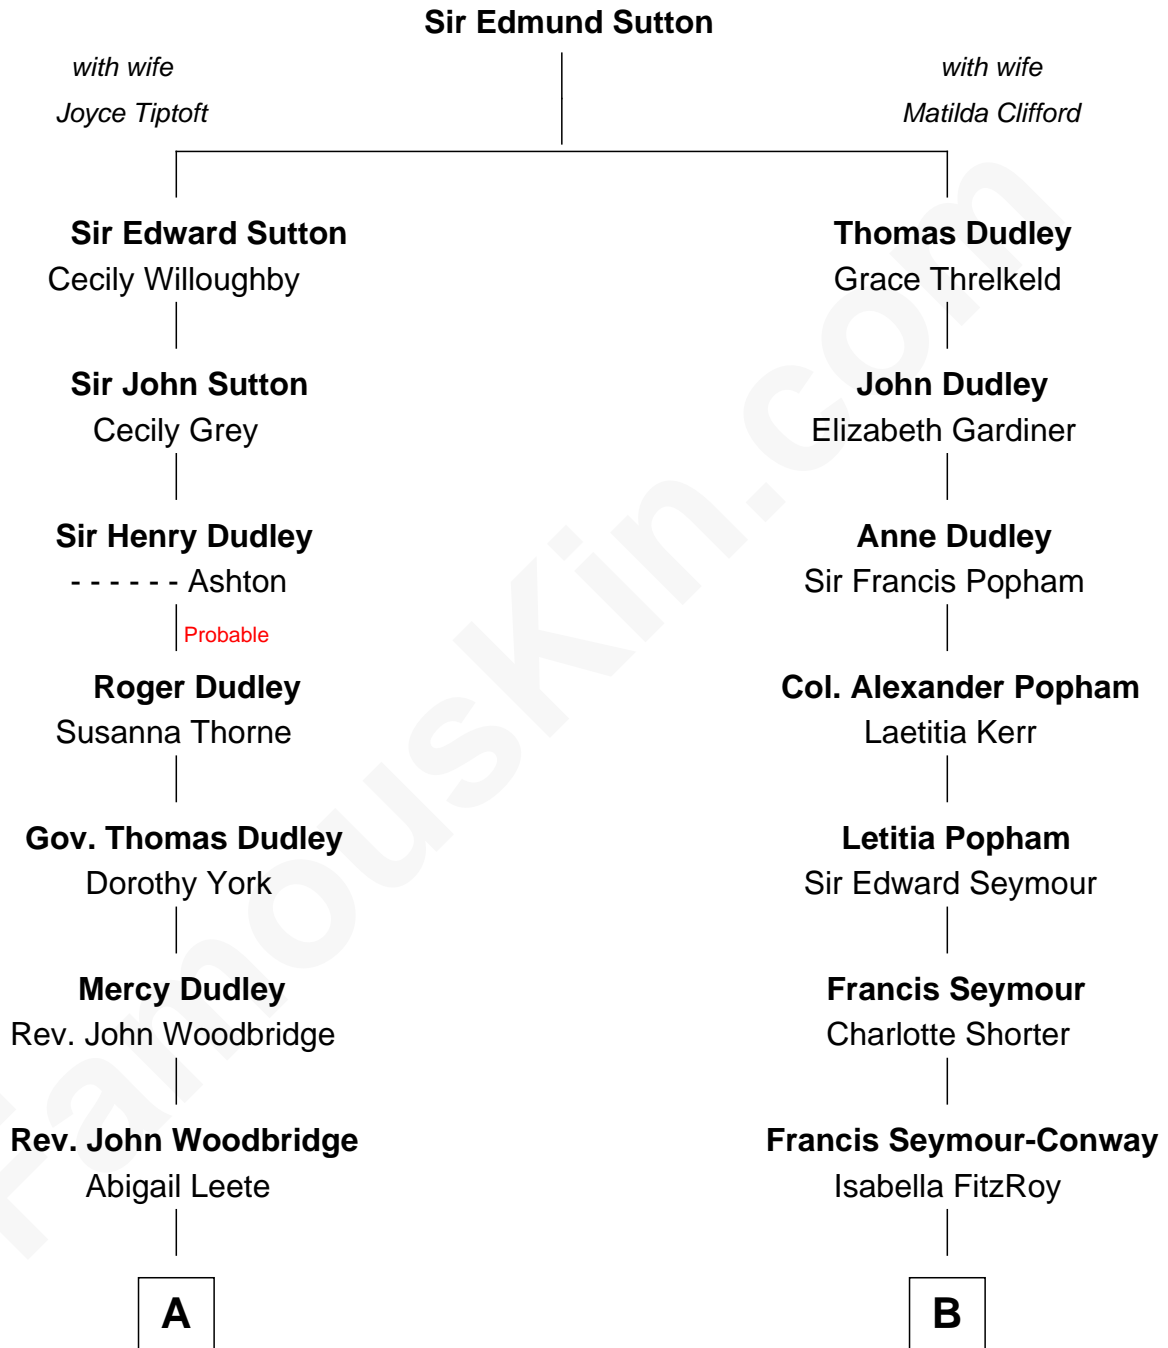 Sir Edmund Sutton
with wife
Joyce Tiptoft
with wife
Matilda Clifford
Sir Edward Sutton
Cecily Willoughby
Thomas Dudley
Grace Threlkeld
Sir John Sutton
Cecily Grey
John Dudley
Elizabeth Gardiner
Sir Henry Dudley
- - - - - - Ashton
Probable
Anne Dudley
Sir Francis Popham
Roger Dudley
Susanna Thorne
Col. Alexander Popham
Laetitia Kerr
Gov. Thomas Dudley
Dorothy York
Letitia Popham
Sir Edward Seymour
Mercy Dudley
Rev. John Woodbridge
Francis Seymour
Charlotte Shorter
Rev. John Woodbridge
Abigail Leete
Francis Seymour-Conway
Isabella FitzRoy
A
B
FamousKin.com